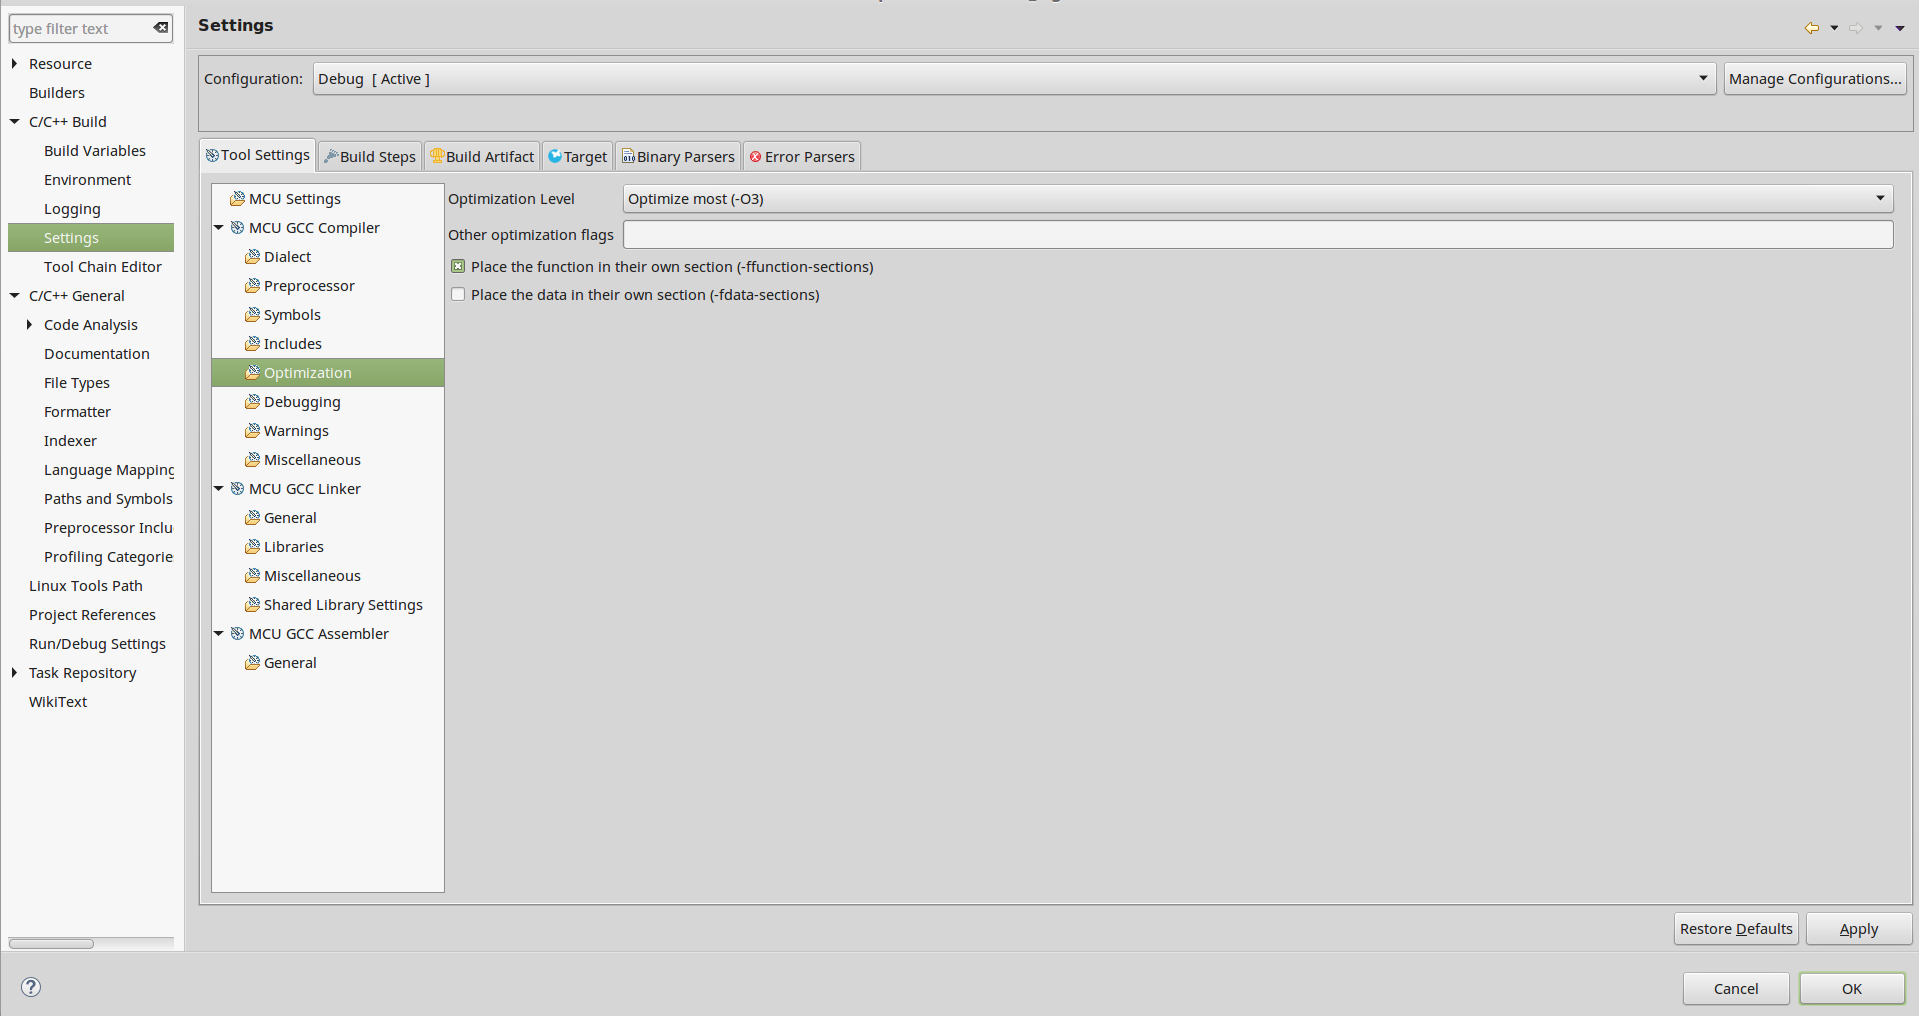 type filter text
Resource
Builders
C/C++ Build
Build Variables
Environment
Logging
Settings
Tool Chain Editor
C/C++ General
Code Analysis
Documentation
File Types
Formatter
Indexer
Language Mapping
Paths and Symbols
Preprocessor Inclu
Profiling Categorie
Linux Tools Path
Project References
Run/Debug Settings
Task Repository
WikiText
Settings
Configuration: Debug [ Active ] Manage Configurations...
Tool Settings Build Steps Build Artifact Target Binary Parsers Error Parsers
MCU Settings
MCU GCC Compiler
Dialect
Preprocessor
Symbols
Includes
Optimization
Debugging
Warnings
Miscellaneous
MCU GCC Linker
General
Libraries
Miscellaneous
Shared Library Settings
MCU GCC Assembler
General
Optimization Level Optimize most (-O3)
Other optimization flags
Place the function in their own section (-ffunction-sections)
Place the data in their own section (-fdata-sections)
Restore Defaults Apply
Cancel OK